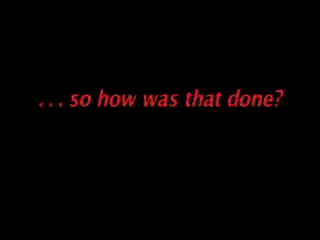 . . . so how was that done?